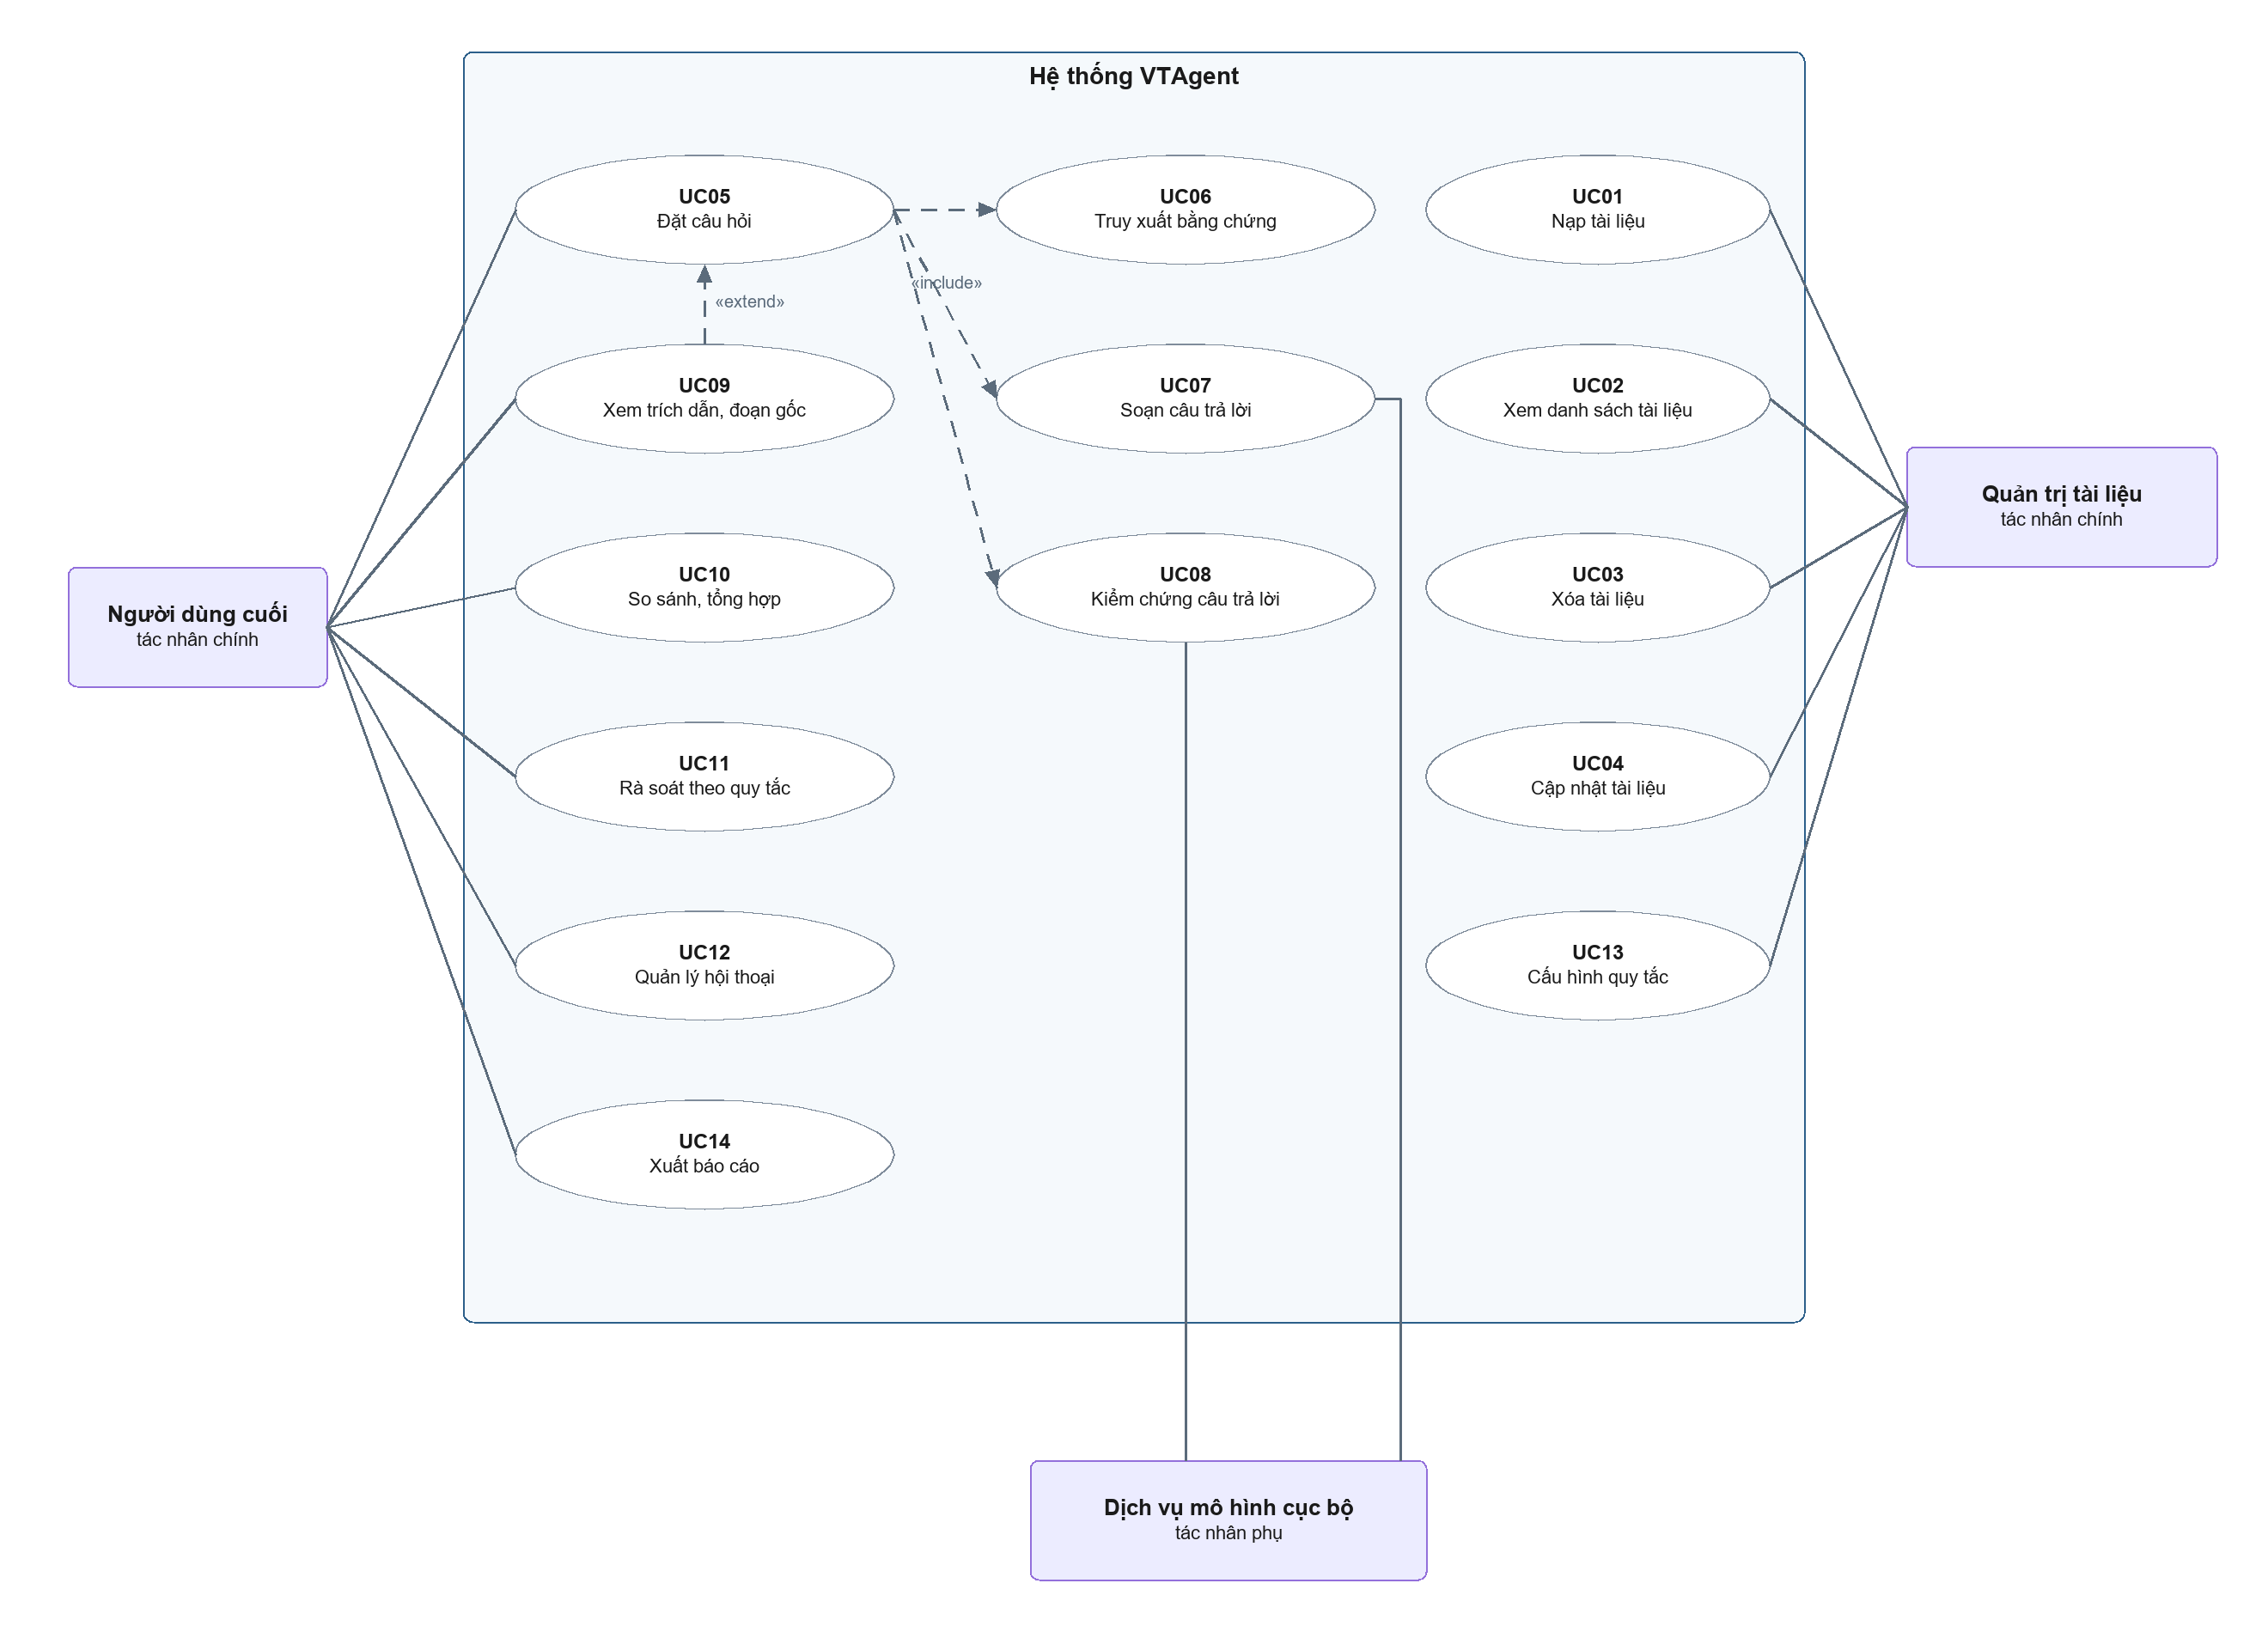 Hệ thống VTAgent
UC05
Đặt câu hỏi
UC06
Truy xuất bằng chứng
UC01
Nạp tài liệu
«include»
«extend»
UC09
Xem trích dẫn, đoạn gốc
UC07
Soạn câu trả lời
UC02
Xem danh sách tài liệu
Quản trị tài liệu
tác nhân chính
UC10
So sánh, tổng hợp
UC08
Kiểm chứng câu trả lời
UC03
Xóa tài liệu
Người dùng cuối
tác nhân chính
UC11
Rà soát theo quy tắc
UC04
Cập nhật tài liệu
UC12
Quản lý hội thoại
UC13
Cấu hình quy tắc
UC14
Xuất báo cáo
Dịch vụ mô hình cục bộ
tác nhân phụ